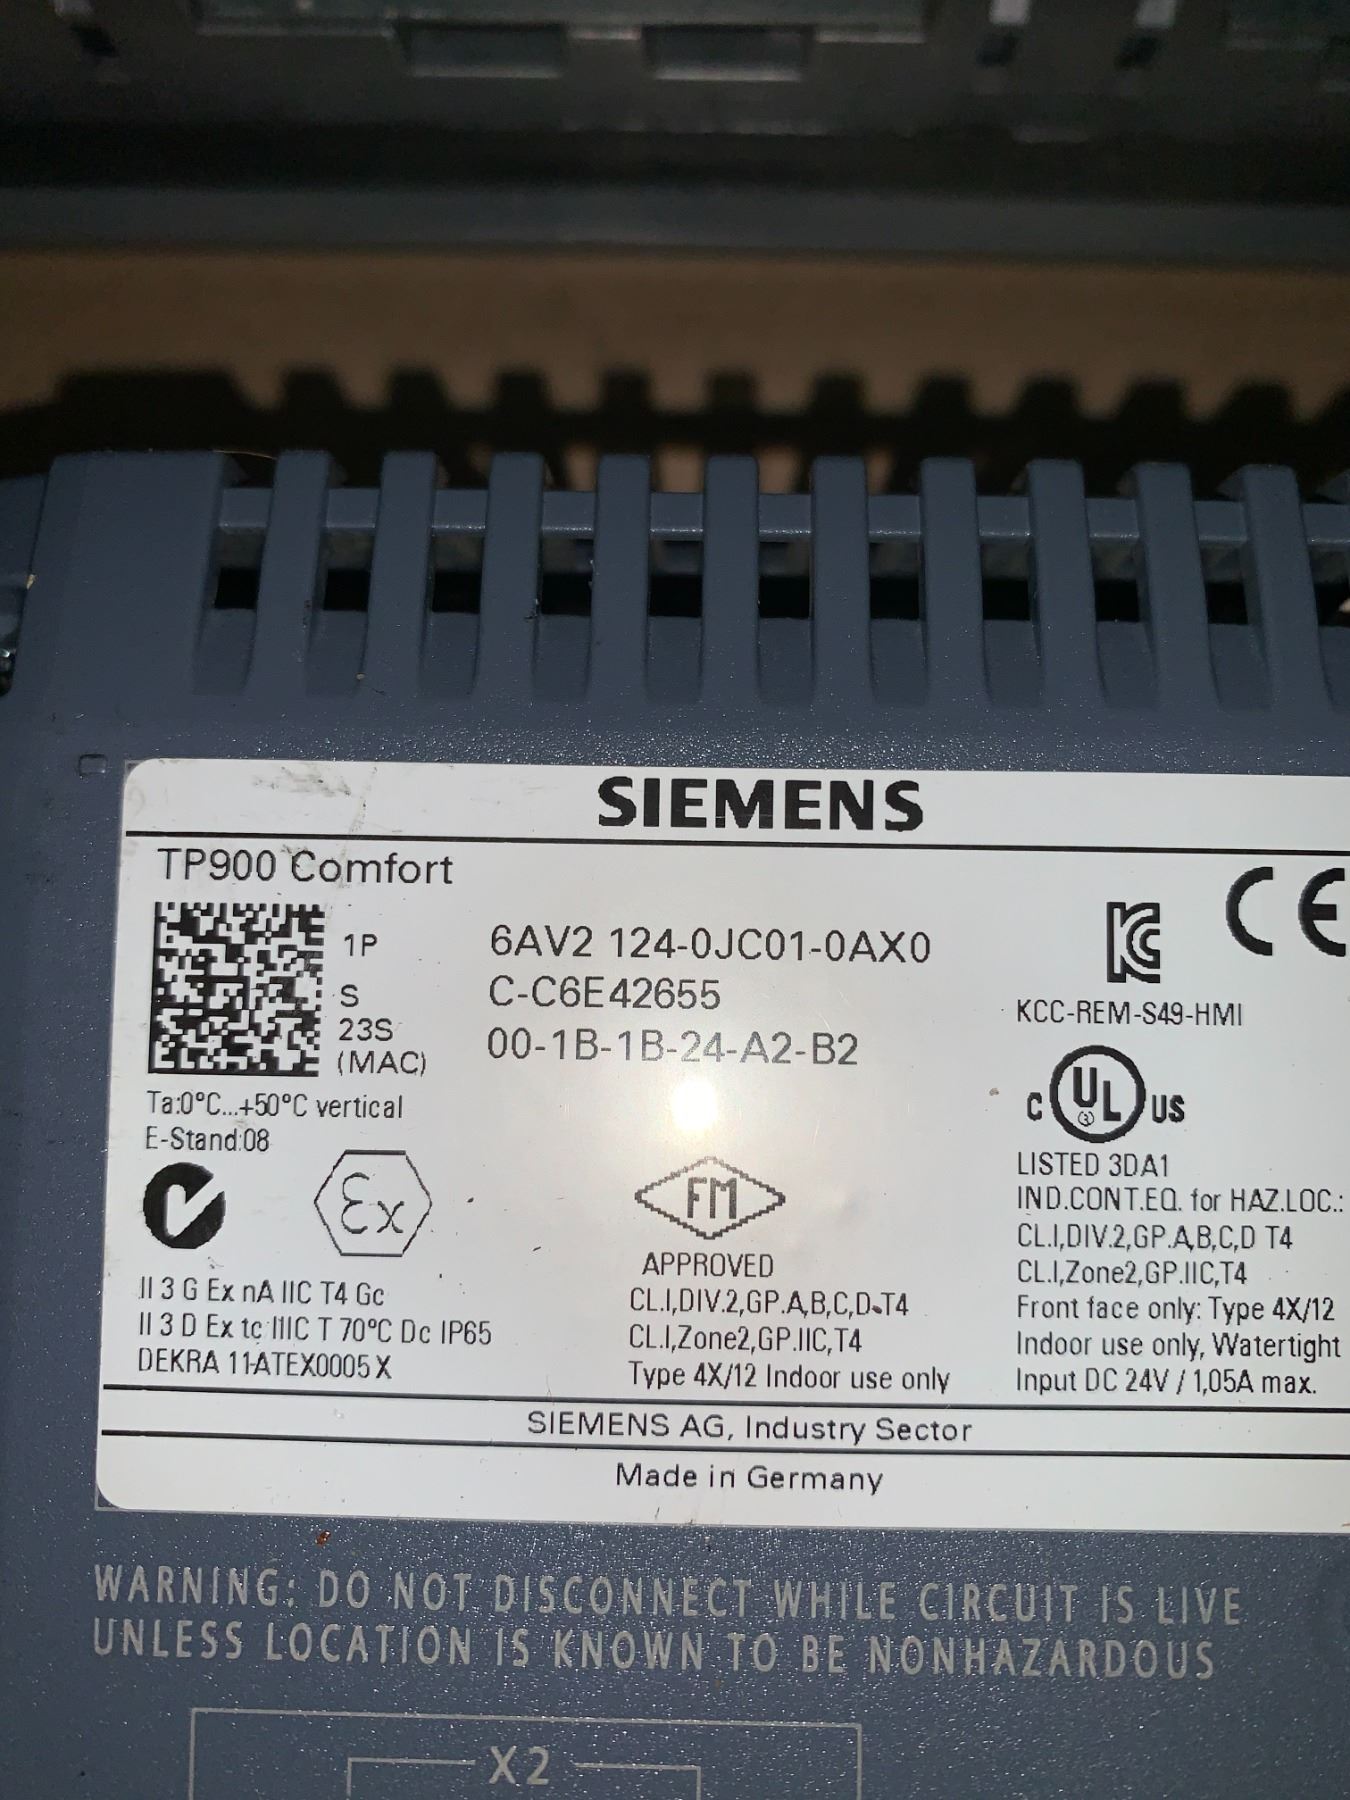 SIEMENS
TP900 Comfort
1P 6AV2 124-0JC01-0AX0
S C-C6E42655
23S
(MAC) 00-1B-1B-24-A2-B2
CE
KC
KCC-REM-S49-HMI
Ta:0°C...+50°C vertical
E-Stand:08
Ex
II 3 G Ex nA IIC T4 Gc
II 3 D Ex tc IIIC T 70°C Dc IP65
DEKRA 11ATEX0005 X
FM
APPROVED
CL.I,DIV.2,GP.A,B,C,D T4
CL.I,Zone2,GP.IIC,T4
Type 4X/12 Indoor use only
C UL US
LISTED 3DA1
IND.CONT.EQ. for HAZ.LOC.:
CL.I,DIV.2,GP.A,B,C,D T4
CL.I,Zone2,GP.IIC,T4
Front face only: Type 4X/12
Indoor use only, Watertight
Input DC 24V / 1,05A max.
SIEMENS AG, Industry Sector
Made in Germany
WARNING: DO NOT DISCONNECT WHILE CIRCUIT IS LIVE
UNLESS LOCATION IS KNOWN TO BE NONHAZARDOUS
X2